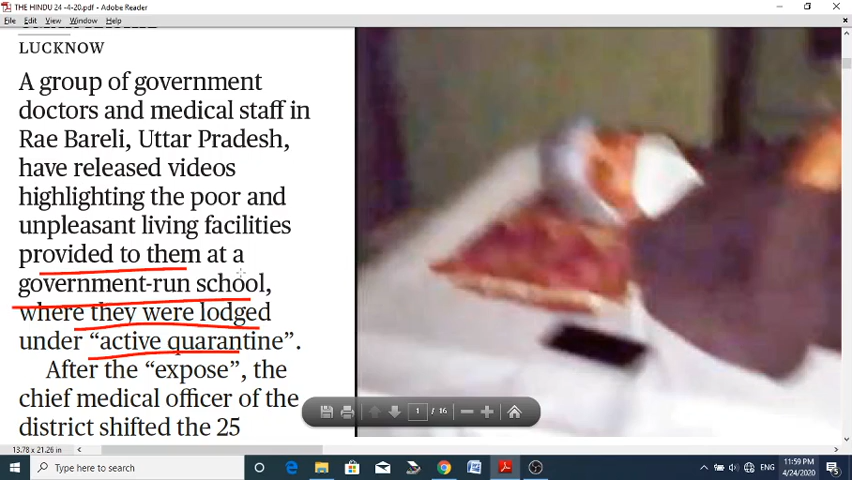 THE HINDU 24 -4-20.pdf - Adobe Reader
File Edit View Window Help
LUCKNOW
A group of government
doctors and medical staff in
Rae Bareli, Uttar Pradesh,
have released videos
highlighting the poor and
unpleasant living facilities
provided to them at a
government-run school,
where they were lodged
under “active quarantine”.
After the “expose”, the
chief medical officer of the
district shifted the 25
1 / 16
13.78 x 21.26 in
Type here to search
ENG
11:59 PM
4/24/2020
5